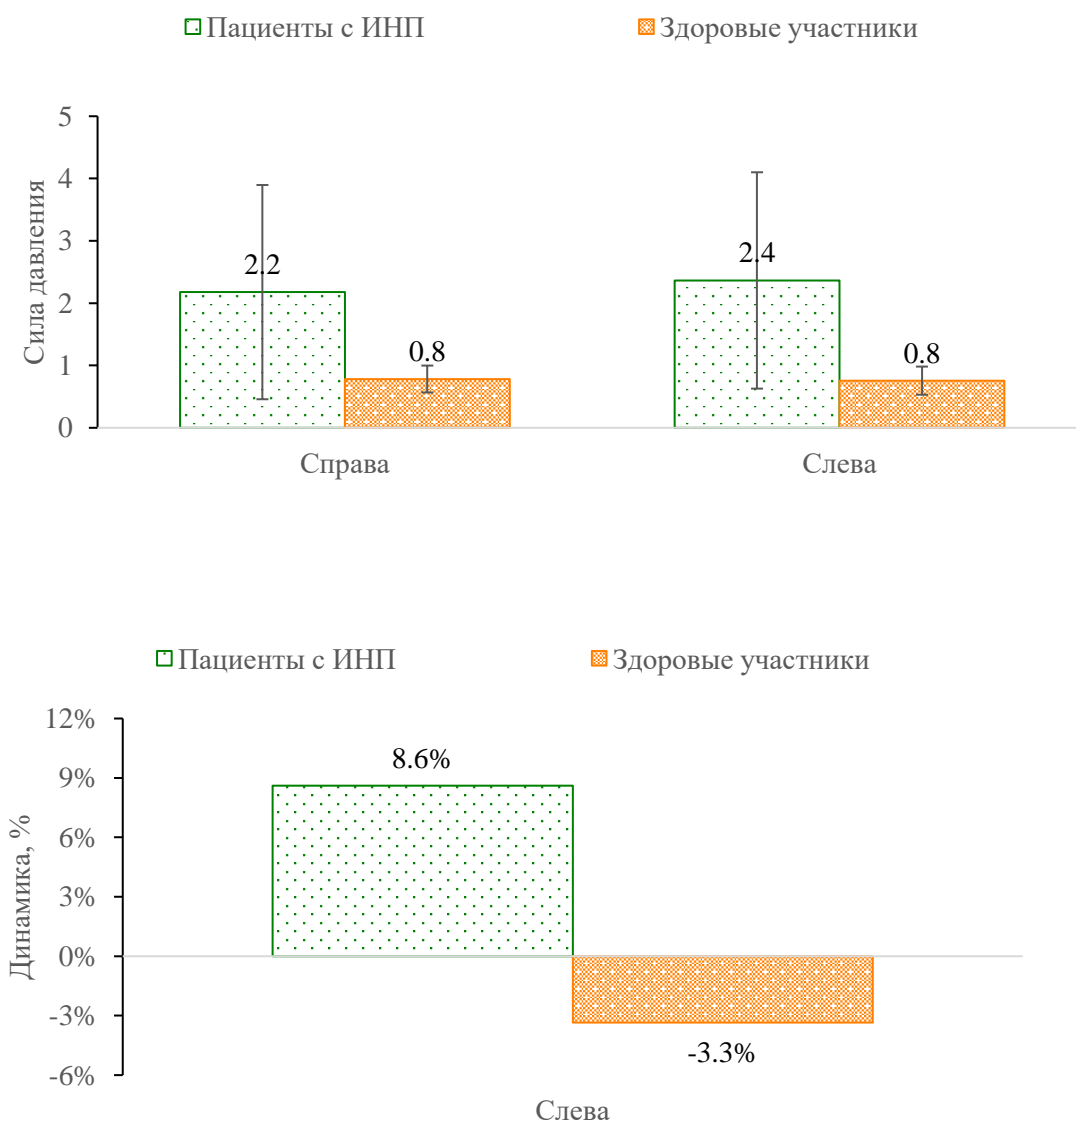 Пациенты с ИНП
Здоровые участники
Сила давления
5
4
3
2
1
0
2.2
0.8
2.4
0.8
Справа
Слева
Пациенты с ИНП
Здоровые участники
Динамика, %
12%
9%
6%
3%
0%
-3%
-6%
8.6%
-3.3%
Слева